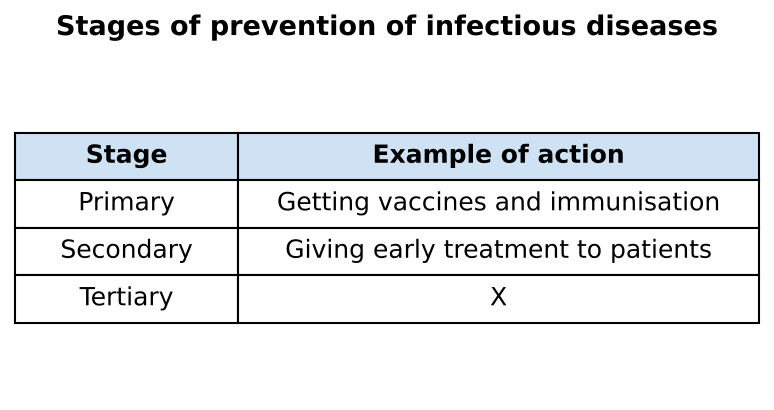 Stages of prevention of infectious diseases
Stage Example of action
Primary Getting vaccines and immunisation
Secondary Giving early treatment to patients
Tertiary X